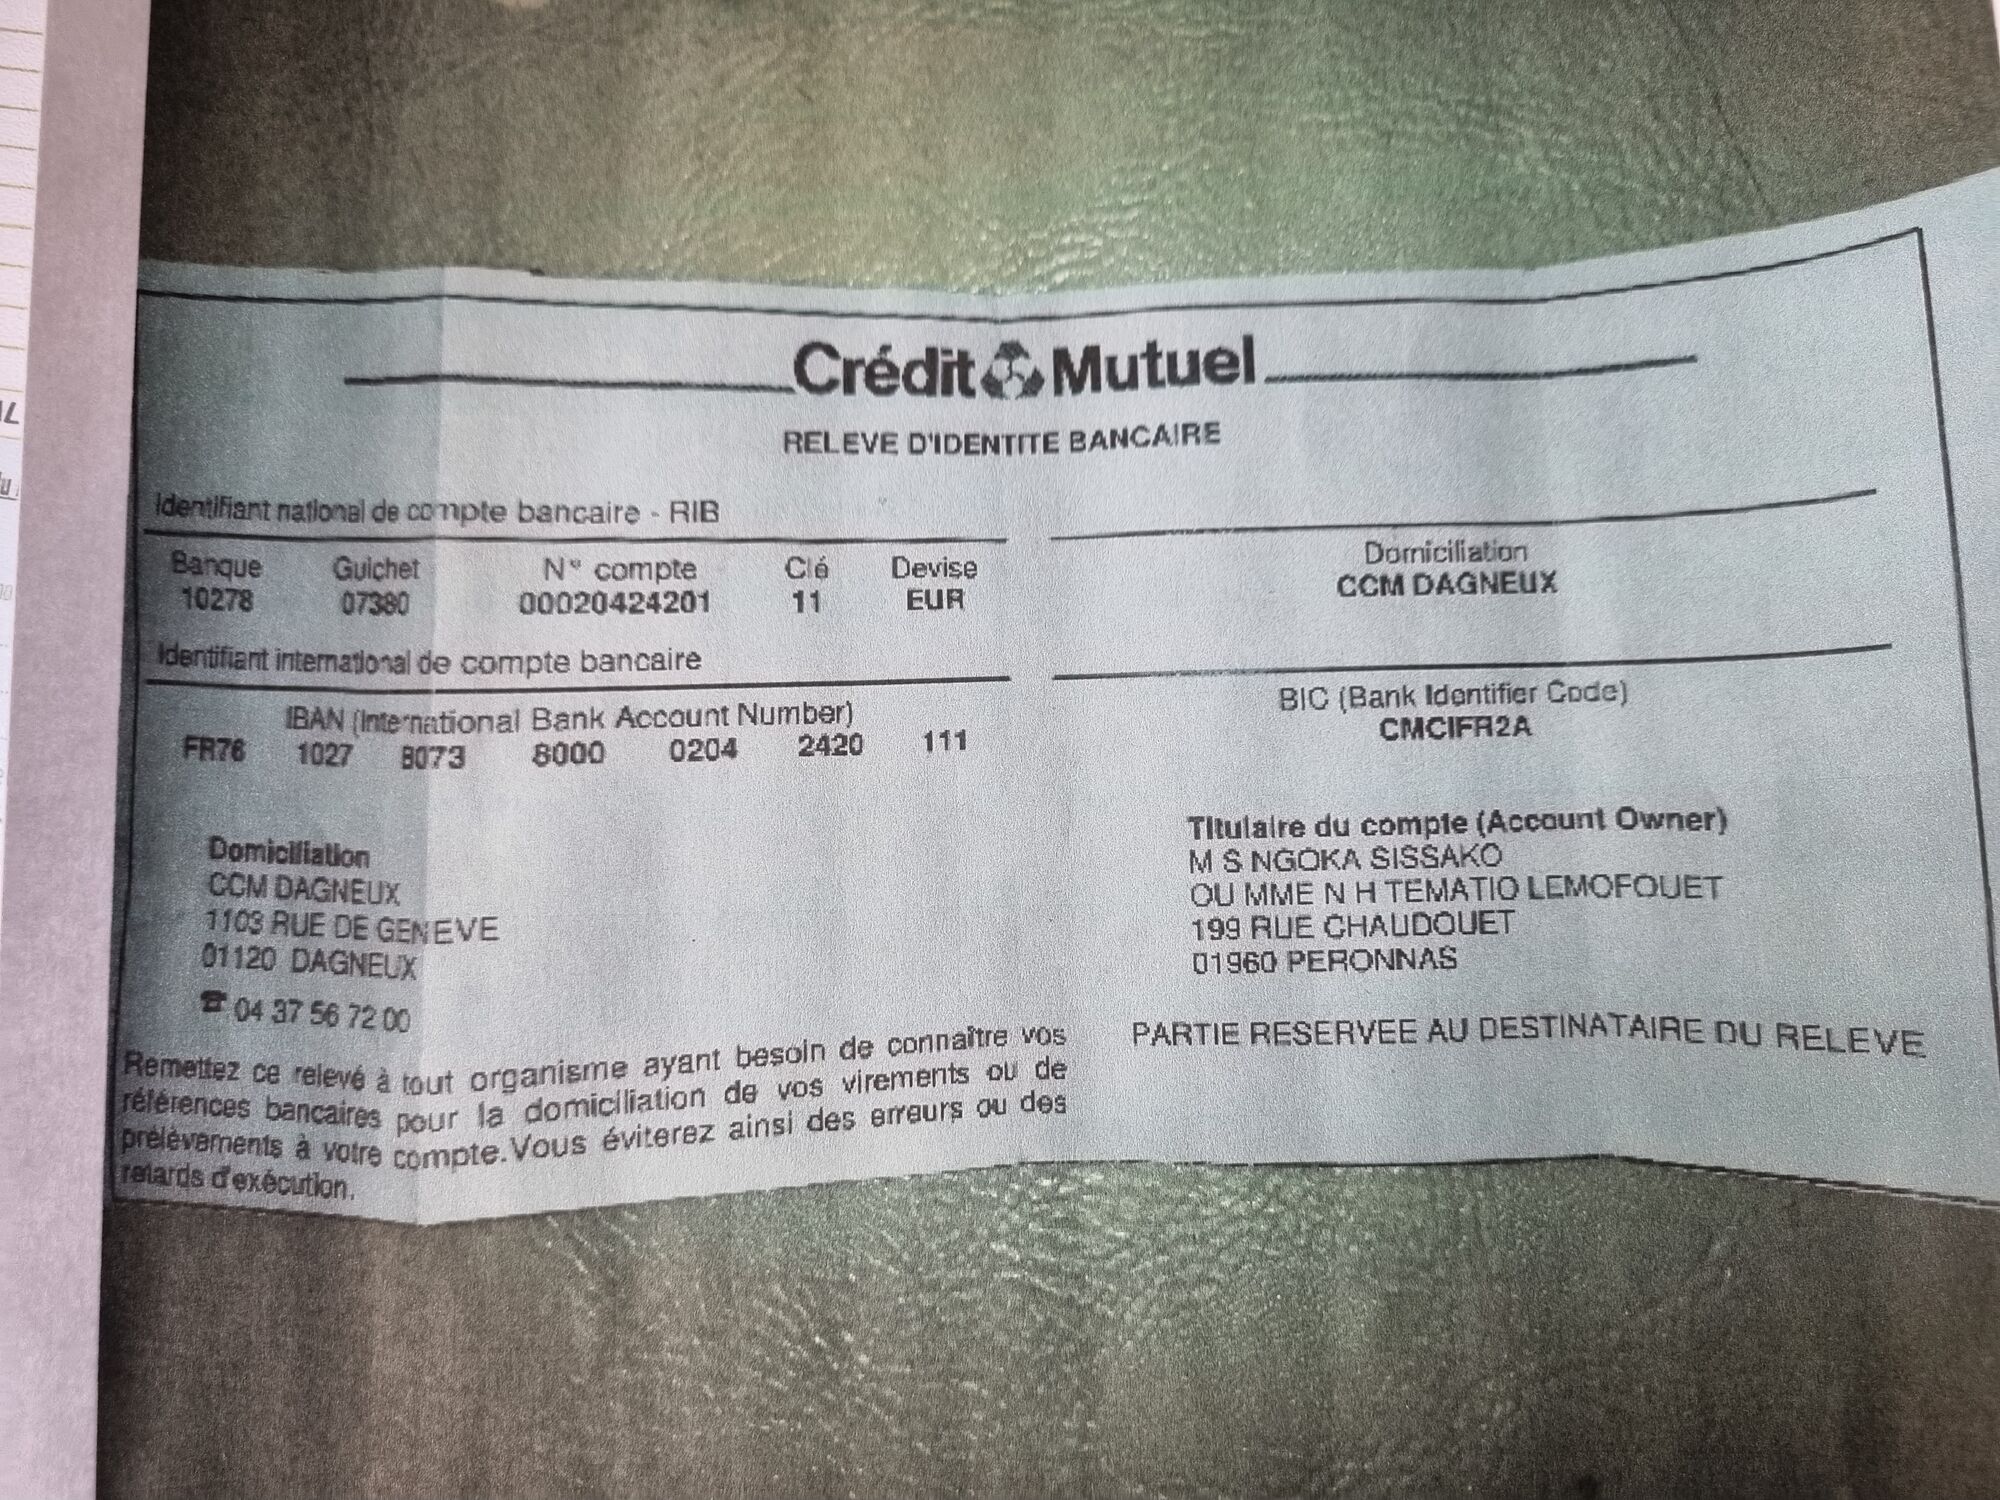 Crédit Mutuel
RELEVE D'IDENTITE BANCAIRE
Identifiant national de compte bancaire - RIB
Banque Guichet N° compte Clé Devise
10278 07380 00020424201 11 EUR
Domiciliation
CCM DAGNEUX
Identifiant international de compte bancaire
IBAN (International Bank Account Number)
FR76 1027 8073 8000 0204 2420 111
BIC (Bank Identifier Code)
CMCIFR2A
Domiciliation
CCM DAGNEUX
1103 RUE DE GENEVE
01120 DAGNEUX
☎ 04 37 56 72 00
Titulaire du compte (Account Owner)
M S NGOKA SISSAKO
OU MME N H TEMATIO LEMOFOUET
199 RUE CHAUDOUET
01960 PERONNAS
Remettez ce relevé à tout organisme ayant besoin de connaître vos
références bancaires pour la domiciliation de vos virements ou de
prélèvements à votre compte. Vous éviterez ainsi des erreurs ou des
retards d'exécution.
PARTIE RESERVEE AU DESTINATAIRE DU RELEVE